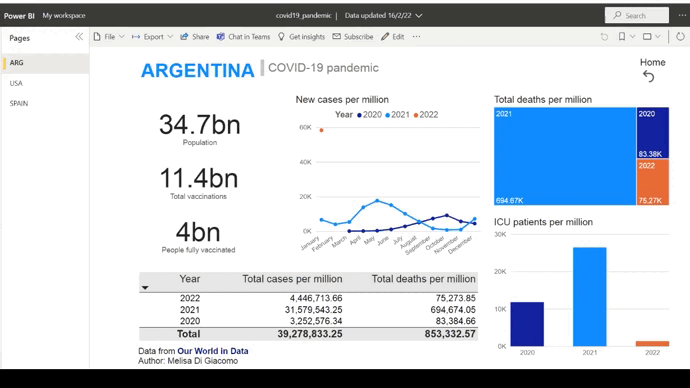 Power BI My workspace covid19_pandemic | Data updated 16/2/22 Search
Pages File Export Share Chat in Teams Get insights Subscribe Edit
ARG
USA
SPAIN
Home
ARGENTINA COVID-19 pandemic
34.7bn
Population
11.4bn
Total vaccinations
4bn
People fully vaccinated
New cases per million
Year 2020 2021 2022
60K
40K
20K
0K
January February March April May June July August September October November December
Total deaths per million
2021 2020
83.38K
2022
694.67K 75.27K
ICU patients per million
30K
20K
10K
0K
2020 2021 2022
Year Total cases per million Total deaths per million
2022 4,446,713.66 75,273.85
2021 31,579,543.25 694,674.05
2020 3,252,576.34 83,384.66
Total 39,278,833.25 853,332.57
Data from Our World in Data
Author: Melisa Di Giacomo